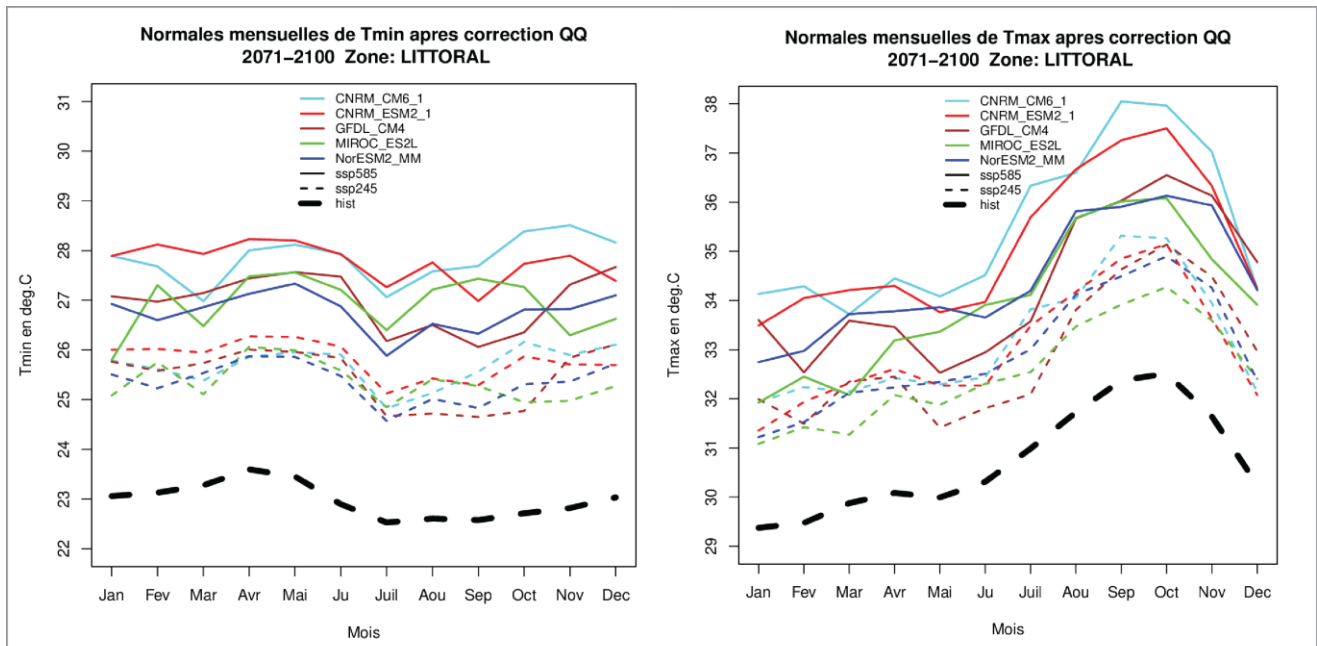 Normales mensuelles de Tmin apres correction QQ
2071−2100 Zone: LITTORAL
31
30
29
28
27
26
25
24
23
22
Tmin en deg.C
CNRM_CM6_1
CNRM_ESM2_1
GFDL_CM4
MIROC_ES2L
NorESM2_MM
ssp585
ssp245
hist
Jan Fev Mar Avr Mai Ju Juil Aou Sep Oct Nov Dec
Mois
Normales mensuelles de Tmax apres correction QQ
2071−2100 Zone: LITTORAL
38
37
36
35
34
33
32
31
30
29
Tmax en deg.C
CNRM_CM6_1
CNRM_ESM2_1
GFDL_CM4
MIROC_ES2L
NorESM2_MM
ssp585
ssp245
hist
Jan Fev Mar Avr Mai Ju Juil Aou Sep Oct Nov Dec
Mois